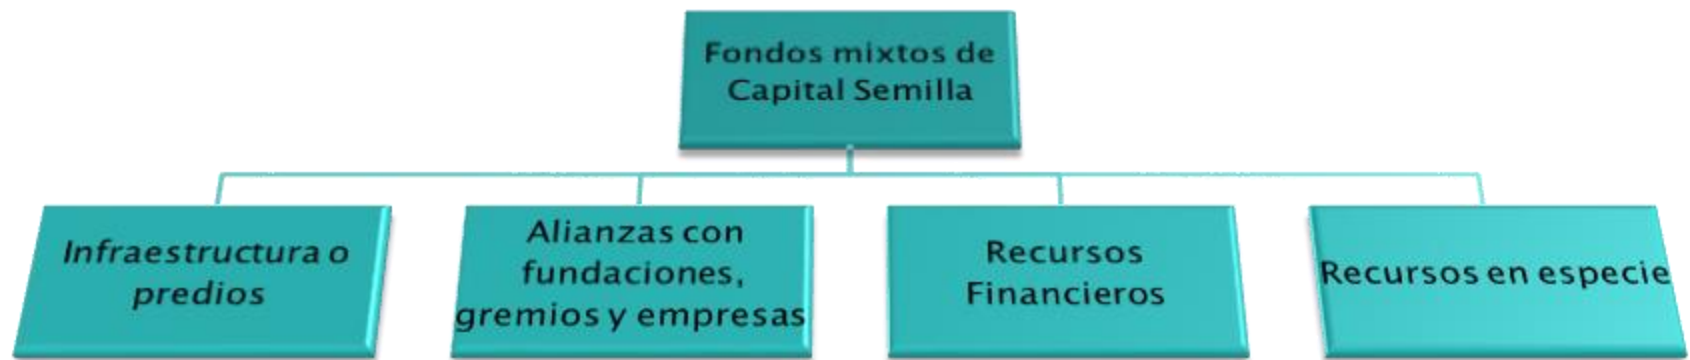 Fondos mixtos de
Capital Semilla
Infraestructura o
predios
Alianzas con
fundaciones,
gremios y empresas
Recursos
Financieros
Recursos en especie